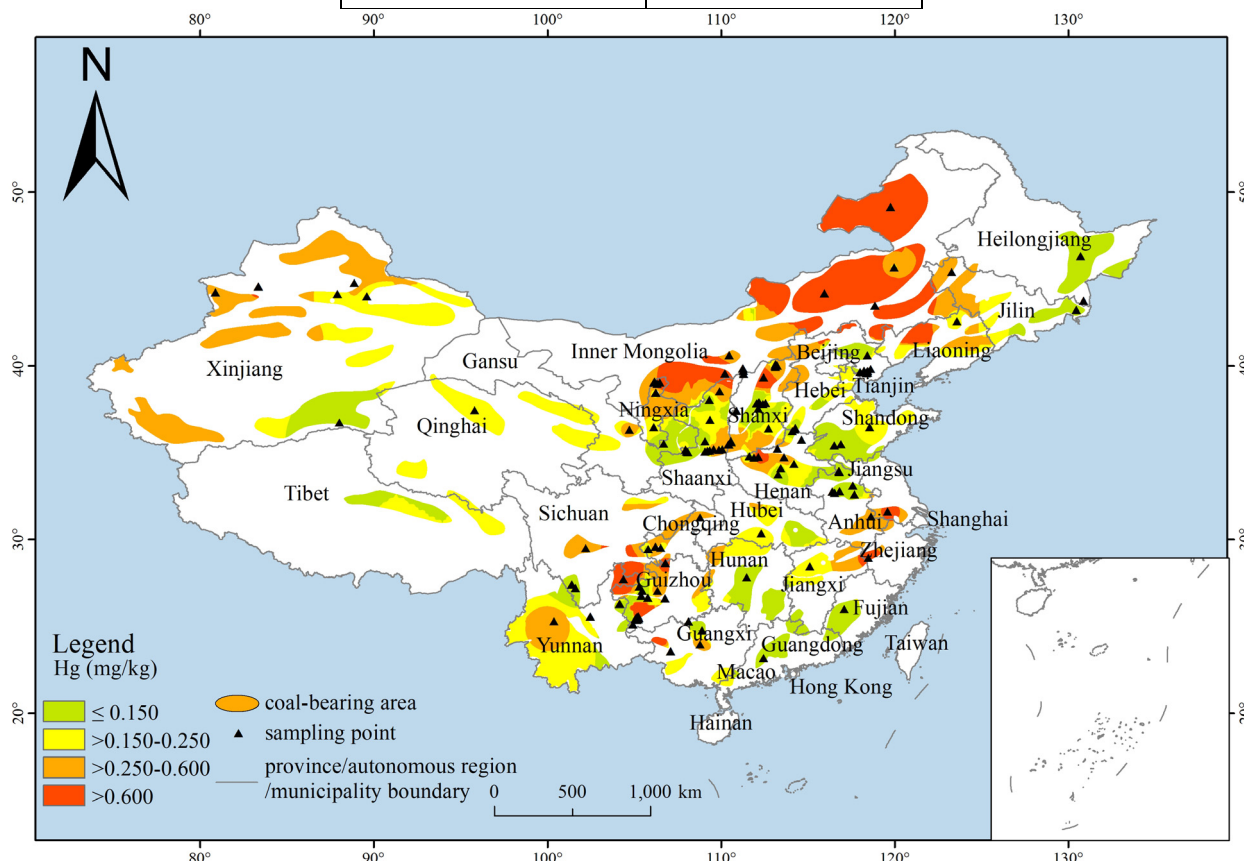 80° 90° 100° 110° 120° 130°
N
50°
50°
Heilongjiang
Jilin
Inner Mongolia
Beijing
Liaoning
Gansu
40°
40°
Xinjiang
Tianjin
Hebei
Ningxia
Shanxi
Shandong
Qinghai
Jiangsu
Shaanxi
Henan
Tibet
Sichuan
Hubei
Chongqing
Anhui
Shanghai
30°
Zhejiang
Hunan
Guizhou
Jiangxi
Fujian
Legend
Hg (mg/kg)
Yunnan
Guangxi
Guangdong
Taiwan
Macao
Hong Kong
≤ 0.150
coal-bearing area
20°
20°
Hainan
>0.150-0.250
sampling point
>0.250-0.600
province/autonomous region
/municipality boundary
>0.600
0 500 1,000 km
80° 90° 100° 110° 120° 130°